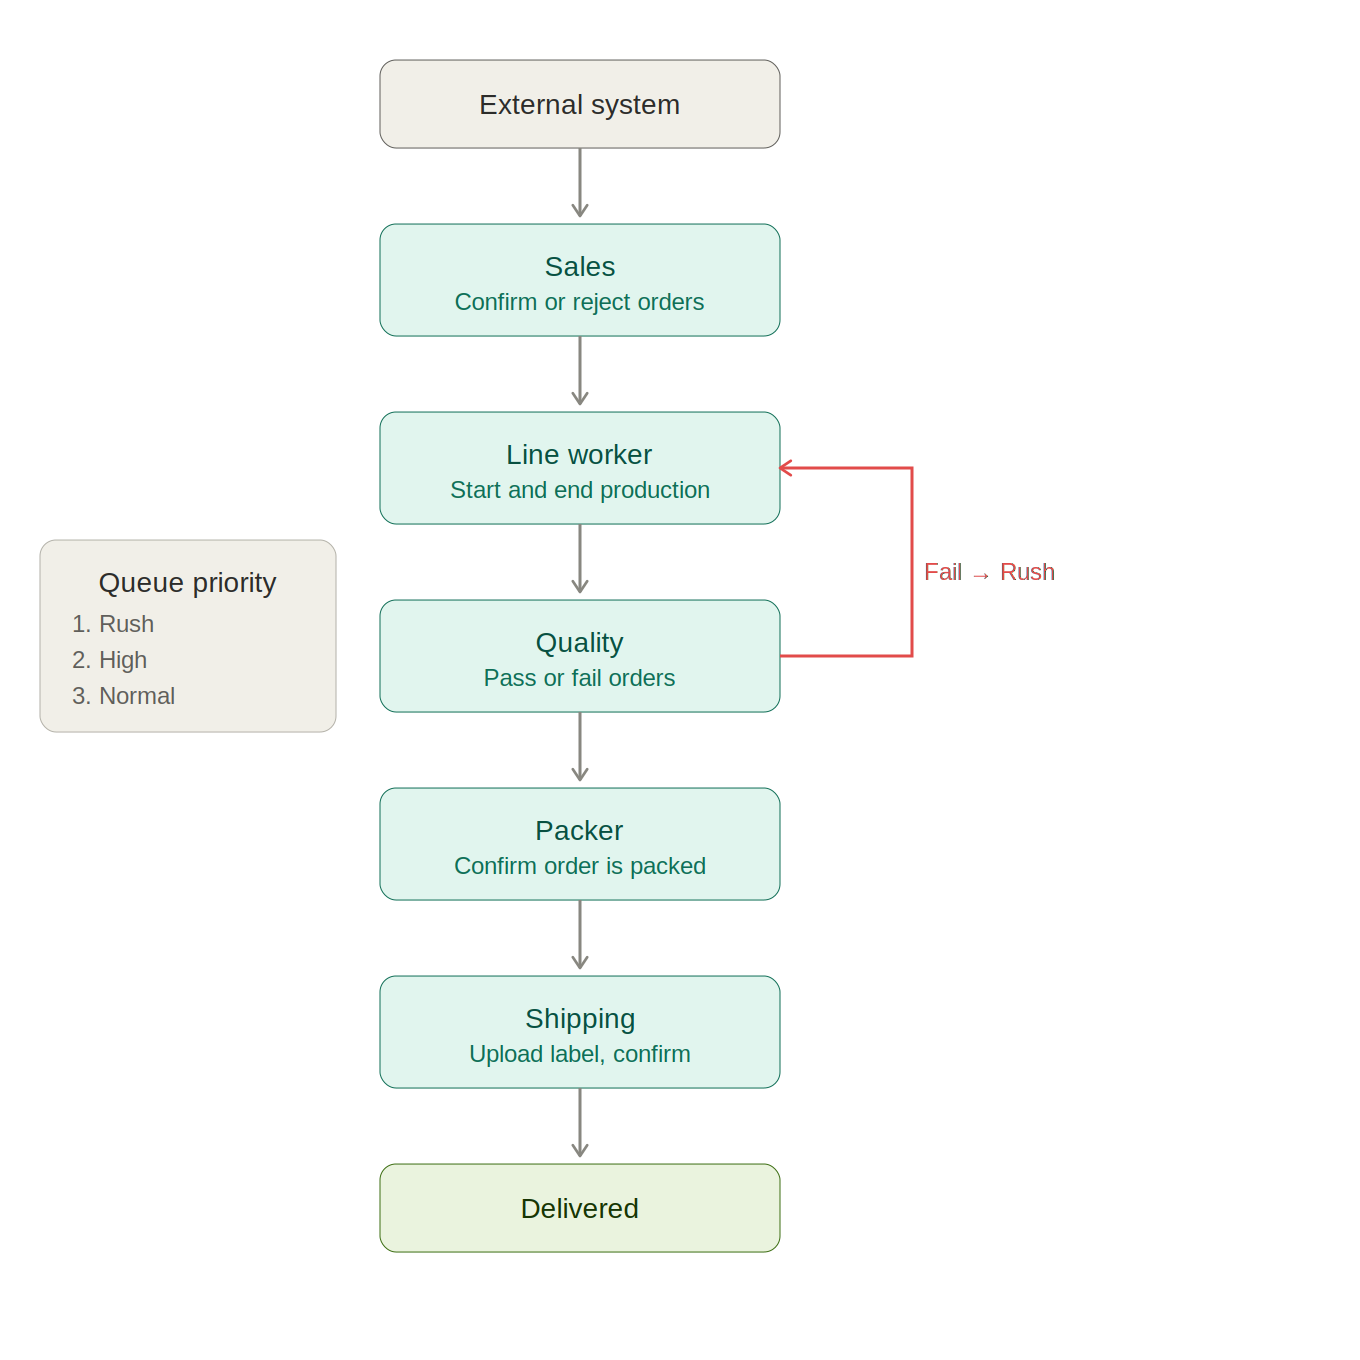 External system
Sales
Confirm or reject orders
Line worker
Start and end production
Fail → Rush
Queue priority
1. Rush
2. High
3. Normal
Quality
Pass or fail orders
Packer
Confirm order is packed
Shipping
Upload label, confirm
Delivered